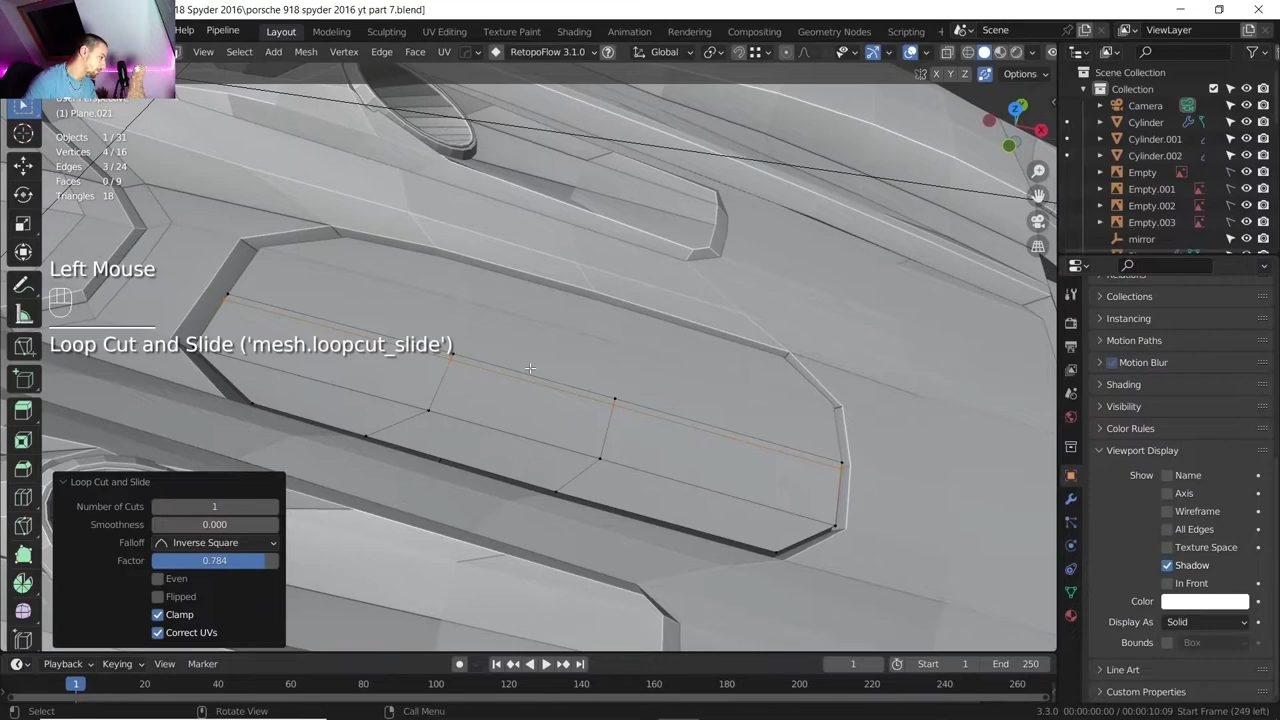 18 Spyder 2016\porsche 918 spyder 2016 yt part 7.blend]
Pipeline
Layout
Modeling
Sculpting
UV Editing
Texture Paint
Shading
Animation
Rendering
Compositing
Geometry Nodes
Scripting
Scene
ViewLayer
View
Select
Add
Mesh
Vertex
Edge
Face
UV
RetopoFlow 3.1.0
Global
X
Y
Z
Options
(1) Plane.021
Objects 1/31
Vertices 4/16
Edges 3/24
Faces 0/9
Triangles 18
Z
X
Scene Collection
Collection
Camera
Cylinder
Cylinder.001
Cylinder.002
Empty
Empty.001
Empty.002
Empty.003
mirror
Left Mouse
Loop Cut and Slide ('mesh.loopcut_slide')
Loop Cut and Slide
Number of Cuts 1
Smoothness 0.000
Falloff Inverse Square
Factor 0.784
Even
Flipped
Clamp
Correct UVs
Collections
Instancing
Motion Paths
Motion Blur
Shading
Visibility
Color Rules
Viewport Display
Show Name
Axis
Wireframe
All Edges
Texture Space
Shadow
In Front
Color
Display As Solid
Bounds Box
Line Art
Custom Properties
Playback
Keying
View
Marker
1
Start 1
End 250
1 20 40 60 80 100 120 140 160 180 200 220 240 260
Select
Rotate View
Call Menu
3.3.0 00:00:00:00 / 00:00:10:09 Start Frame (249 left)